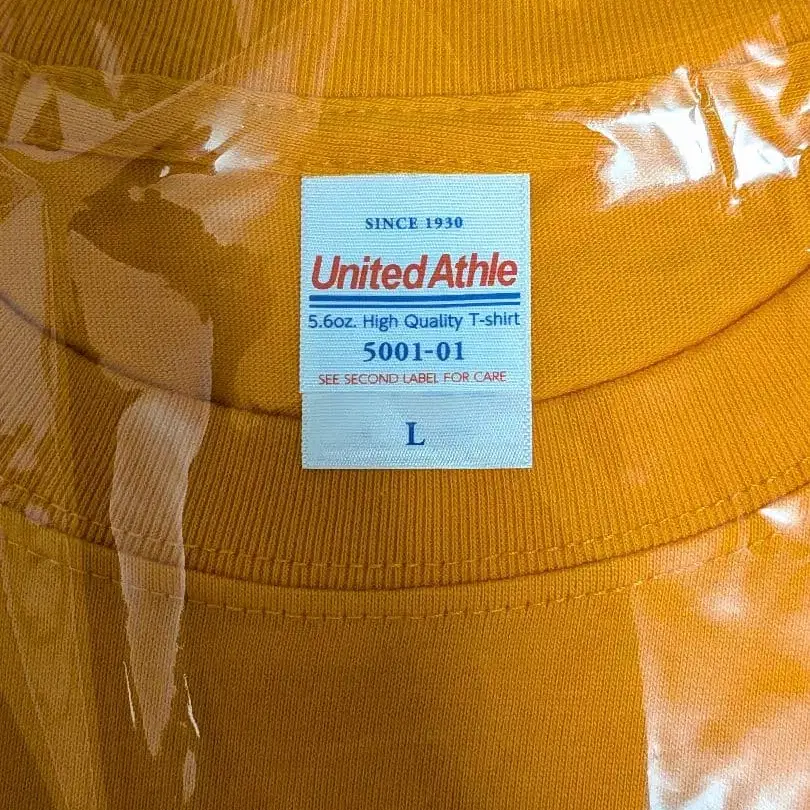 SINCE 1930
United Athle
5.6oz. High Quality T-shirt
5001-01
SEE SECOND LABEL FOR CARE
L